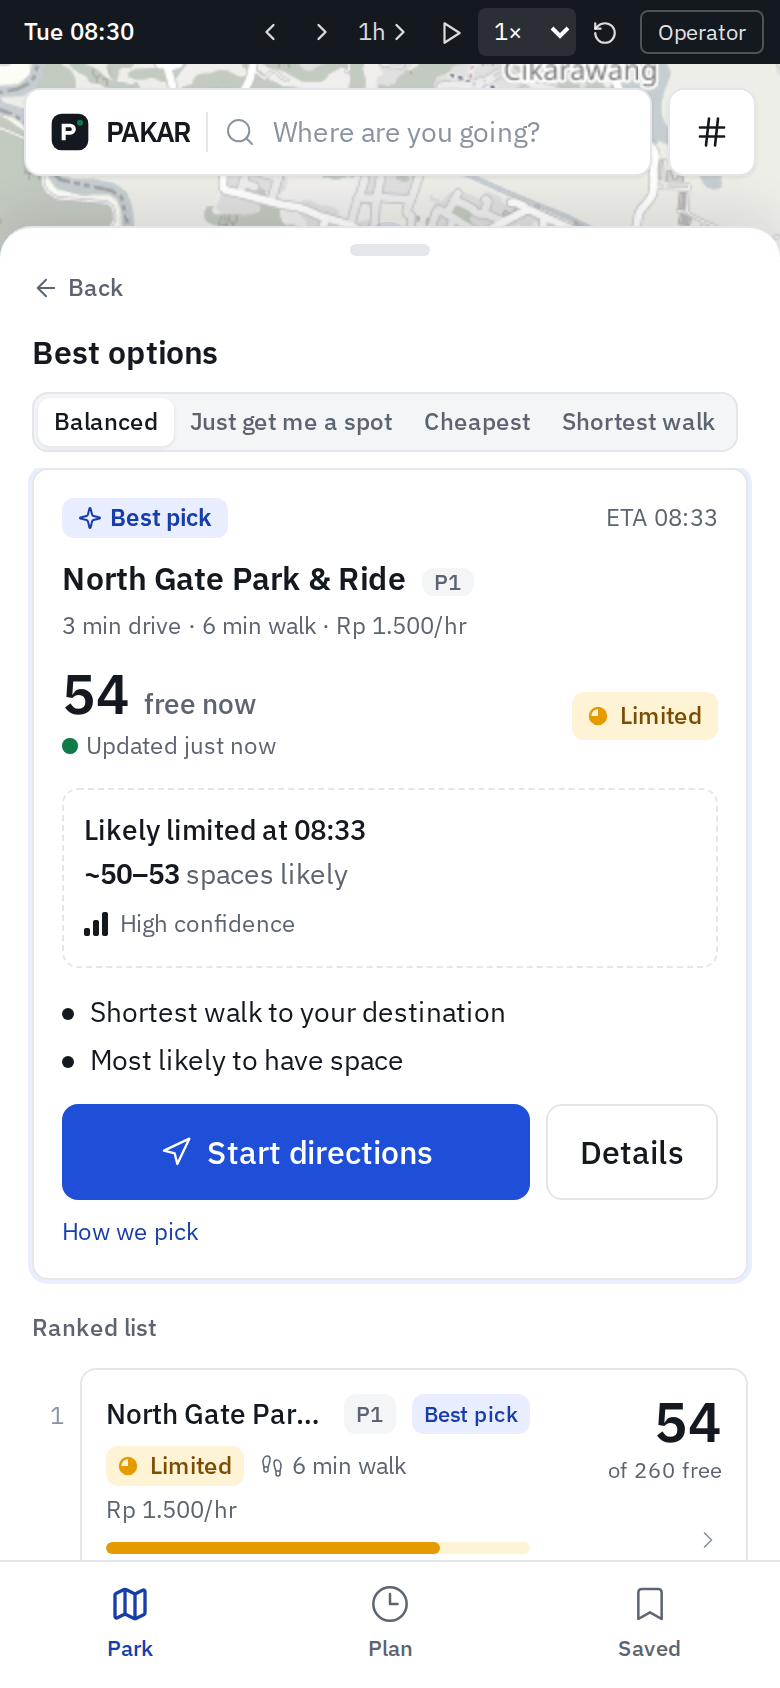 Tue 08:30
1h
1×
Operator
Cikarawang
P
PAKAR
Where are you going?
Back
Best options
Balanced
Just get me a spot
Cheapest
Shortest walk
Best pick
ETA 08:33
North Gate Park & Ride
P1
3 min drive · 6 min walk · Rp 1.500/hr
54 free now
Limited
Updated just now
Likely limited at 08:33
~50–53 spaces likely
High confidence
Shortest walk to your destination
Most likely to have space
Start directions
Details
How we pick
Ranked list
1
North Gate Par...
P1
Best pick
54
Limited
6 min walk
of 260 free
Rp 1.500/hr
Park
Plan
Saved